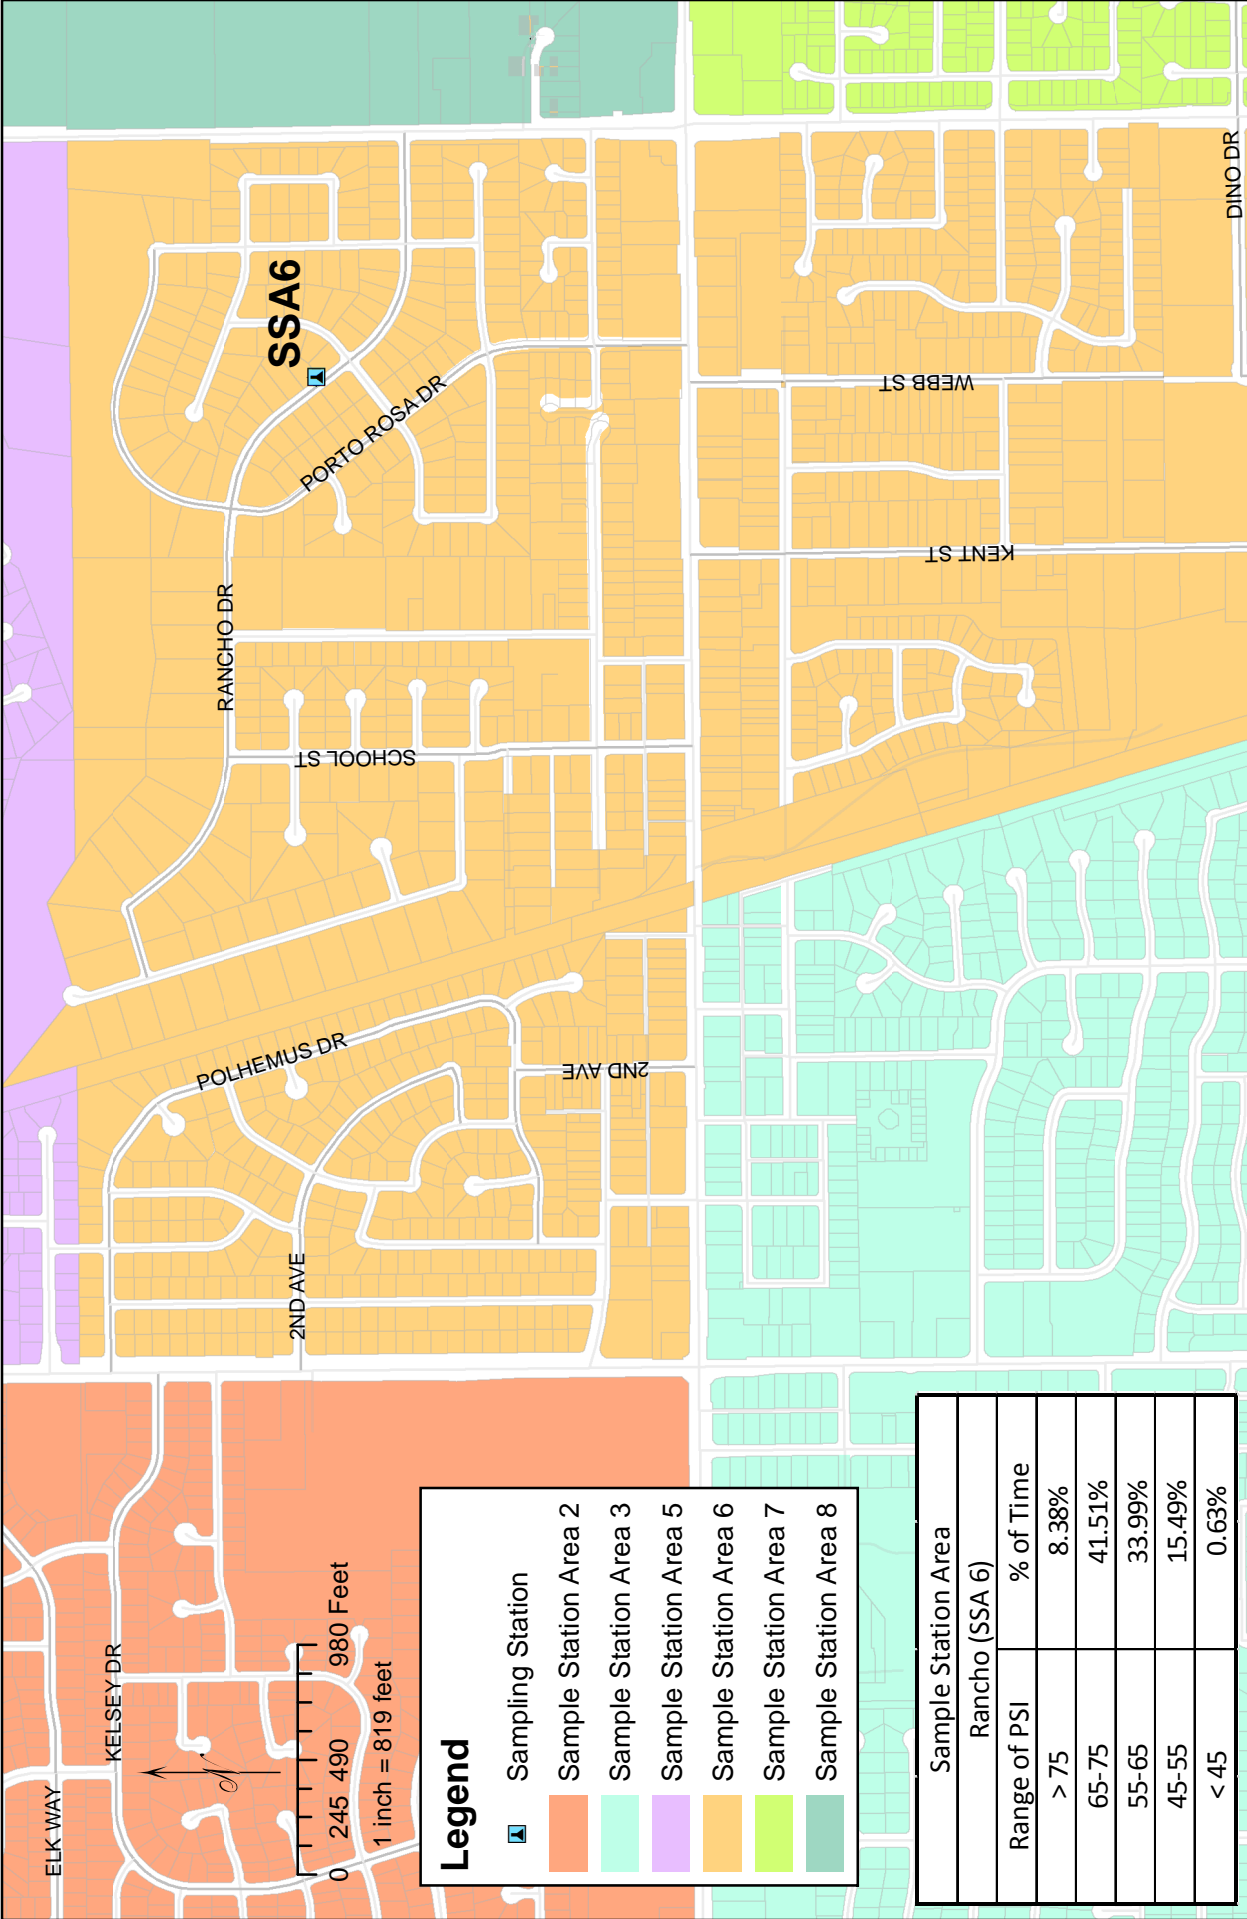 ELK WAY
KELSEY DR
POLHEMUS DR
2ND AVE
2ND AVE
RANCHO DR
SCHOOL ST
PORTO ROSA DR
SSA6
WEBB ST
KENT ST
DINO DR
N
0 245 490 980 Feet
1 inch = 819 feet
Legend
Sampling Station
Sample Station Area 2
Sample Station Area 3
Sample Station Area 5
Sample Station Area 6
Sample Station Area 7
Sample Station Area 8
Sample Station Area
Rancho (SSA 6)
Range of PSI % of Time
> 75 8.38%
65-75 41.51%
55-65 33.99%
45-55 15.49%
< 45 0.63%